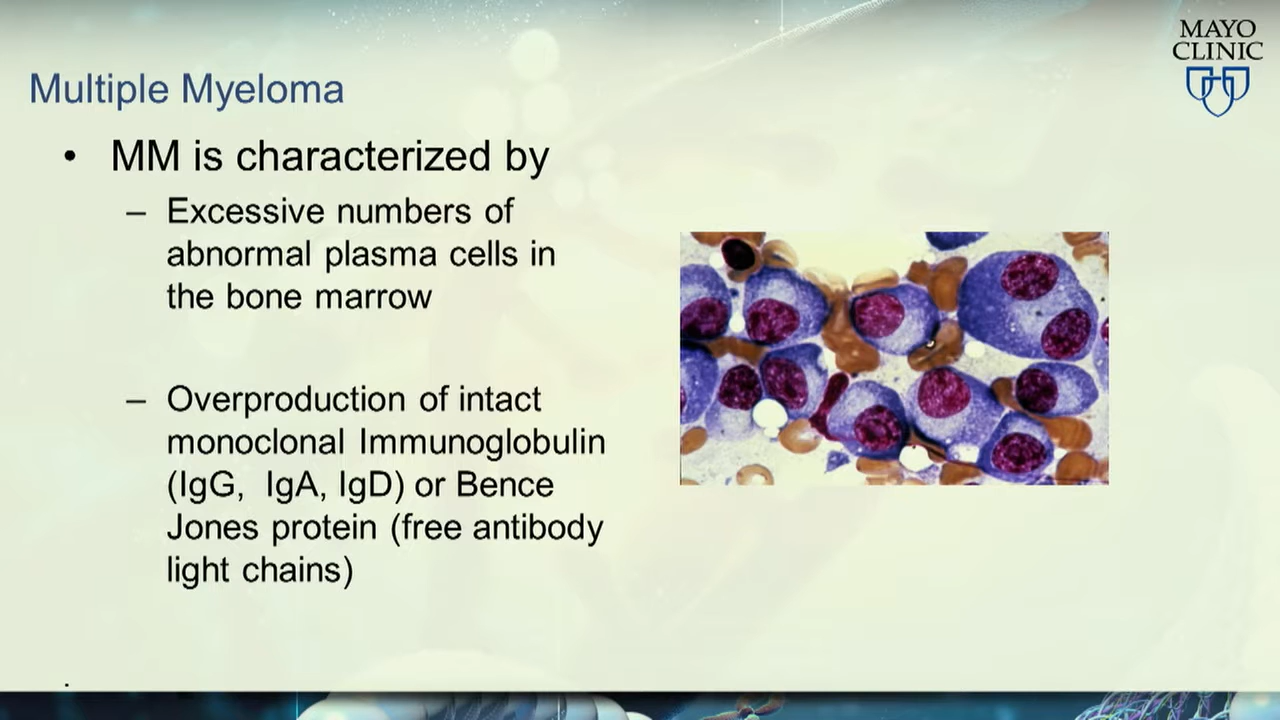 MAYO
CLINIC
Multiple Myeloma
• MM is characterized by
– Excessive numbers of
abnormal plasma cells in
the bone marrow
– Overproduction of intact
monoclonal Immunoglobulin
(IgG, IgA, IgD) or Bence
Jones protein (free antibody
light chains)
.